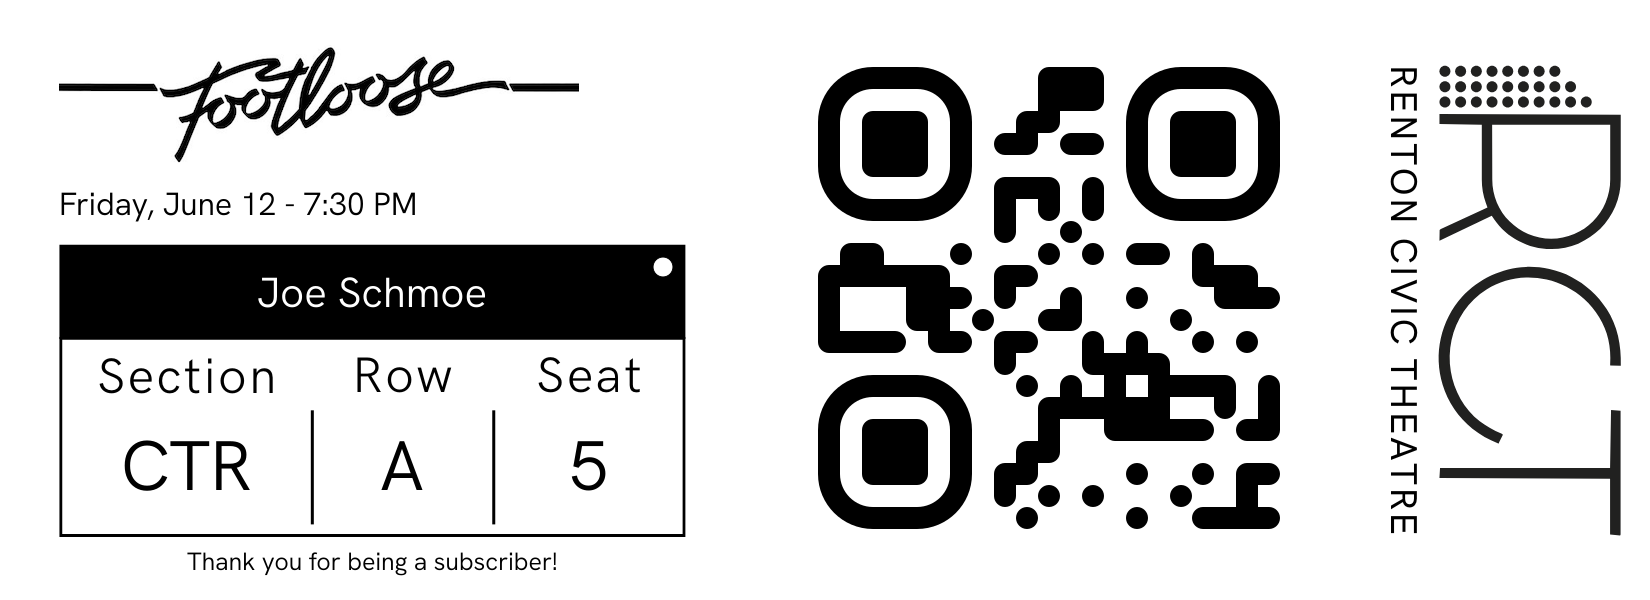 Footloose
Friday, June 12 - 7:30 PM
Joe Schmoe
Section Row Seat
CTR A 5
Thank you for being a subscriber!
RENTON CIVIC THEATRE
RCT